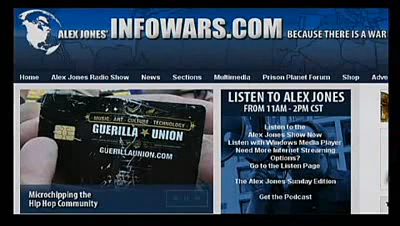 ALEX JONES' INFOWARS.COM BECAUSE THERE IS A WAR
Home Alex Jones Radio Show News Sections Multimedia Prison Planet Forum Shop Adve
MUSIC ART CULTURE TECHNOLOGY
GUERILLA UNION
GUERILLAUNION.COM
Microchipping the
Hip Hop Community
LISTEN TO ALEX JONES
FROM 11AM - 2PM CST
Listen to the
Alex Jones Show Now
Listen with Windows Media Player
Need More Internet Streaming
Options?
Go to the Listen Page
The Alex Jones Sunday Edition
Get the Podcast